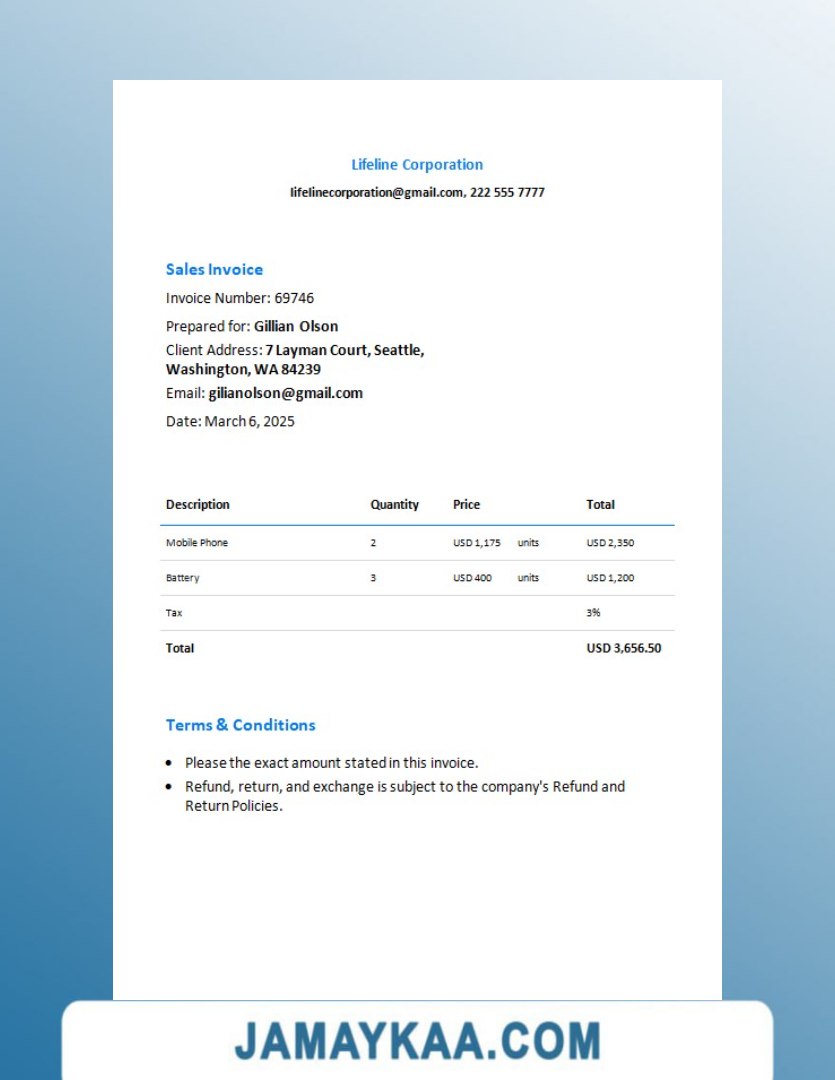 Lifeline Corporation
lifelinecorporation@gmail.com, 222 555 7777
Sales Invoice
Invoice Number: 69746
Prepared for: Gillian Olson
Client Address: 7 Layman Court, Seattle,
Washington, WA 84239
Email: gilianolson@gmail.com
Date: March 6, 2025
Description Quantity Price Total
Mobile Phone 2 USD 1,175 units USD 2,350
Battery 3 USD 400 units USD 1,200
Tax 3%
Total USD 3,656.50
Terms & Conditions
• Please the exact amount stated in this invoice.
• Refund, return, and exchange is subject to the company's Refund and
Return Policies.
JAMAYKAA.COM